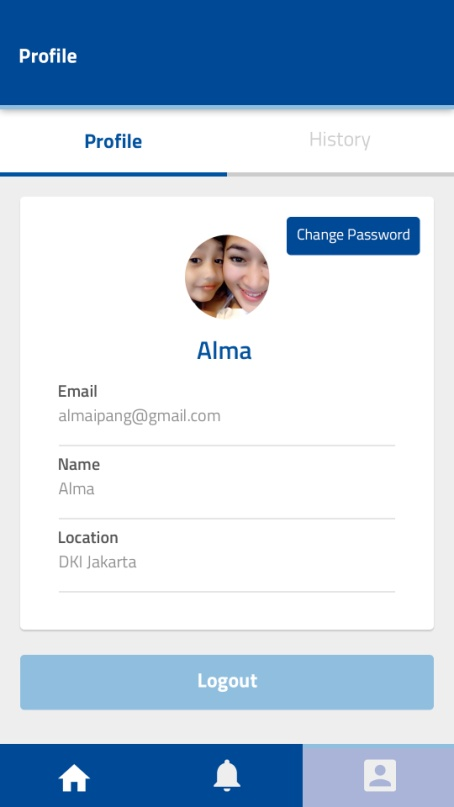 Profile
Profile
History
Change Password
Alma
Email
almaipang@gmail.com
Name
Alma
Location
DKI Jakarta
Logout